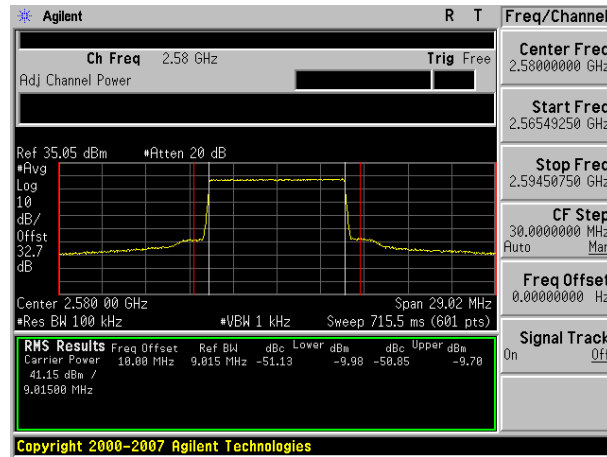 Agilent R T Freq/Channel
Ch Freq 2.58 GHz Trig Free
Adj Channel Power
Center Freq
2.58000000 GHz
Start Freq
2.56549250 GHz
Stop Freq
2.59450750 GHz
CF Step
30.0000000 MHz
Auto Man
Freq Offset
0.00000000 Hz
Signal Track
On Off
Ref 35.05 dBm #Atten 20 dB
#Avg
Log
10
dB/
Offst
32.7
dB
Center 2.580 00 GHz Span 29.02 MHz
#Res BW 100 kHz #VBW 1 kHz Sweep 715.5 ms (601 pts)
RMS Results Freq Offset Ref BW dBc Lower dBm dBc Upper dBm
Carrier Power 10.00 MHz 9.015 MHz -51.13 -9.98 -50.85 -9.70
41.15 dBm /
9.01500 MHz
Copyright 2000-2007 Agilent Technologies